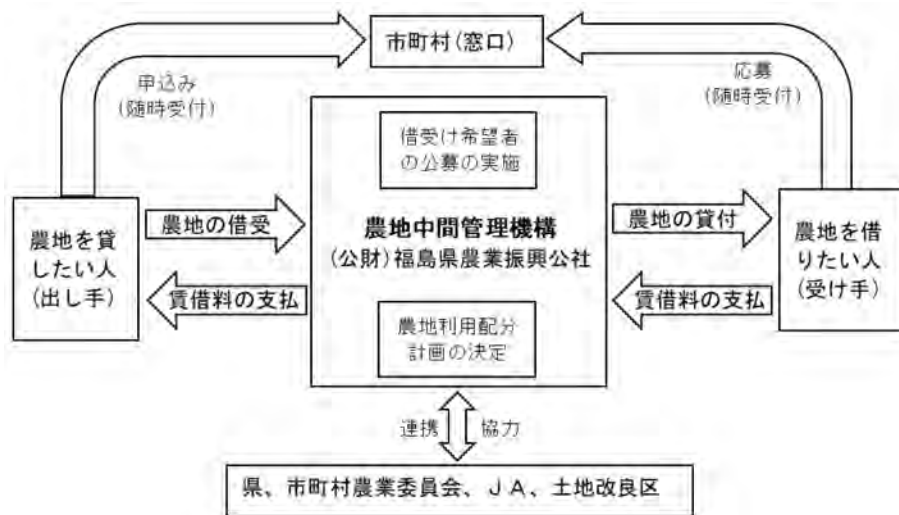 市町村(窓口)
申込み
(随時受付)
応募
(随時受付)
借受け希望者
の公募の実施
農地を貸
したい人
(出し手)
農地の借受
賃借料の支払
農地中間管理機構
(公財)福島県農業振興公社
農地利用配分
計画の決定
農地の貸付
賃借料の支払
農地を借
りたい人
(受け手)
連携
協力
県、市町村農業委員会、ＪＡ、土地改良区